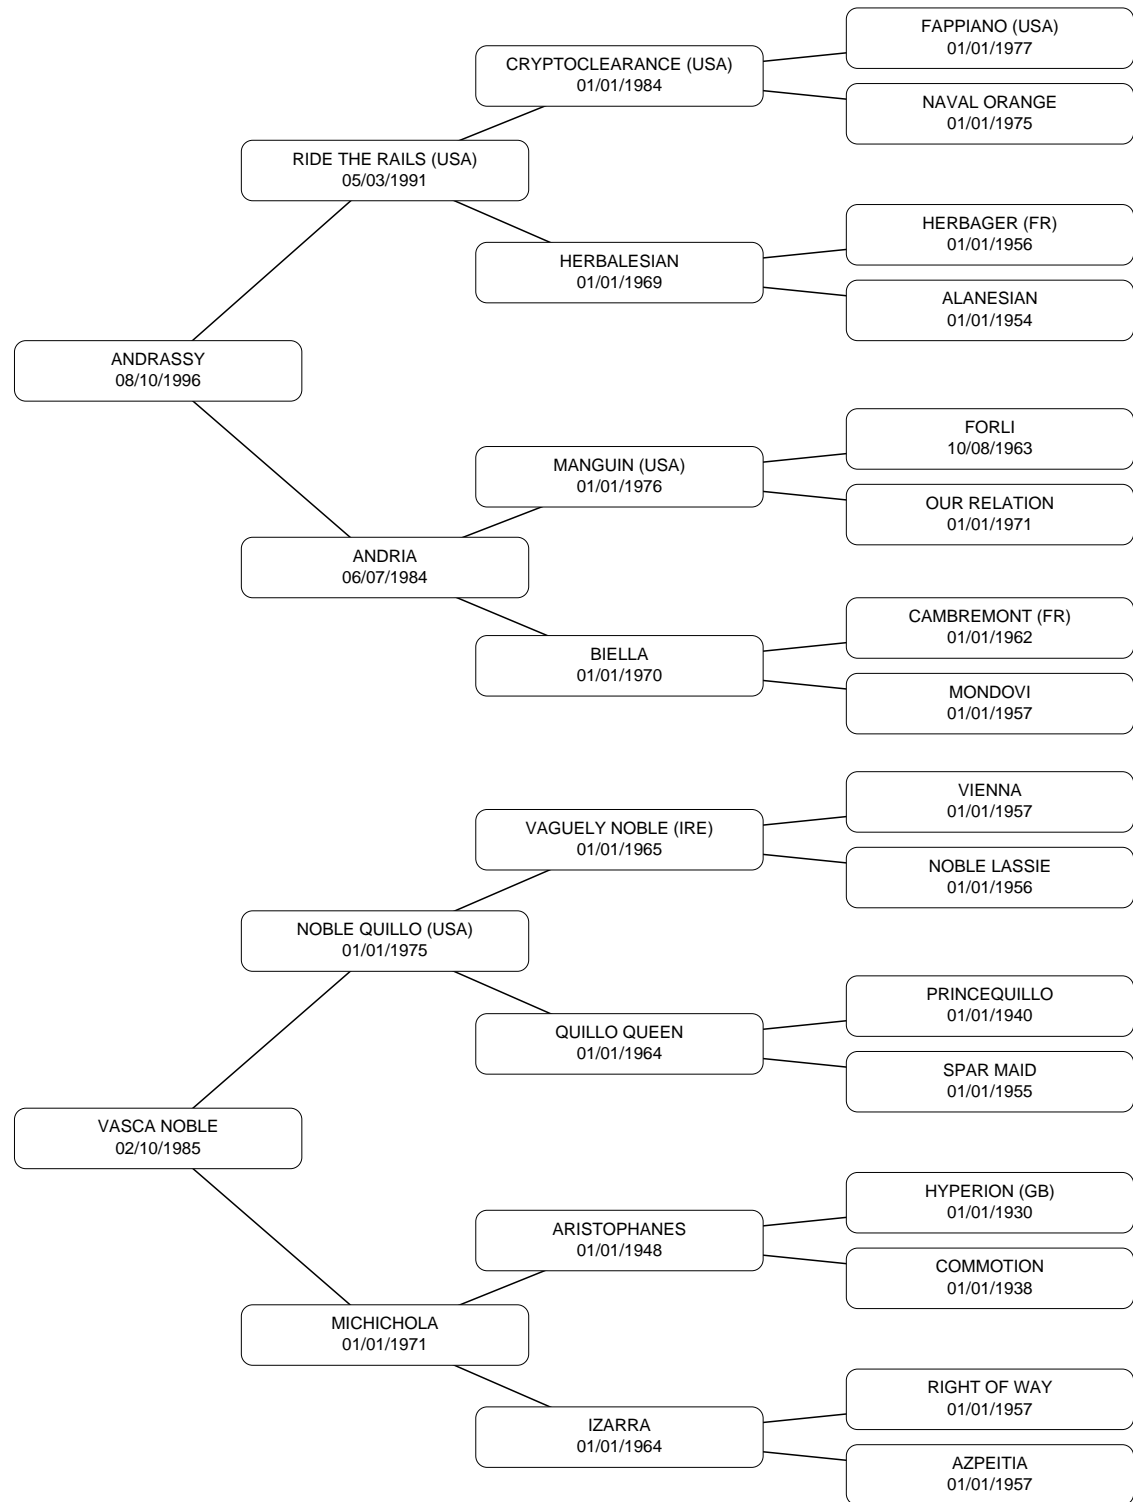 FAPPIANO (USA)
01/01/1977
CRYPTOCLEARANCE (USA)
01/01/1984
NAVAL ORANGE
01/01/1975
RIDE THE RAILS (USA)
05/03/1991
HERBAGER (FR)
01/01/1956
HERBALESIAN
01/01/1969
ALANESIAN
01/01/1954
ANDRASSY
08/10/1996
FORLI
10/08/1963
MANGUIN (USA)
01/01/1976
OUR RELATION
01/01/1971
ANDRIA
06/07/1984
CAMBREMONT (FR)
01/01/1962
BIELLA
01/01/1970
MONDOVI
01/01/1957
VIENNA
01/01/1957
VAGUELY NOBLE (IRE)
01/01/1965
NOBLE LASSIE
01/01/1956
NOBLE QUILLO (USA)
01/01/1975
PRINCEQUILLO
01/01/1940
QUILLO QUEEN
01/01/1964
SPAR MAID
01/01/1955
VASCA NOBLE
02/10/1985
HYPERION (GB)
01/01/1930
ARISTOPHANES
01/01/1948
COMMOTION
01/01/1938
MICHICHOLA
01/01/1971
RIGHT OF WAY
01/01/1957
IZARRA
01/01/1964
AZPEITIA
01/01/1957